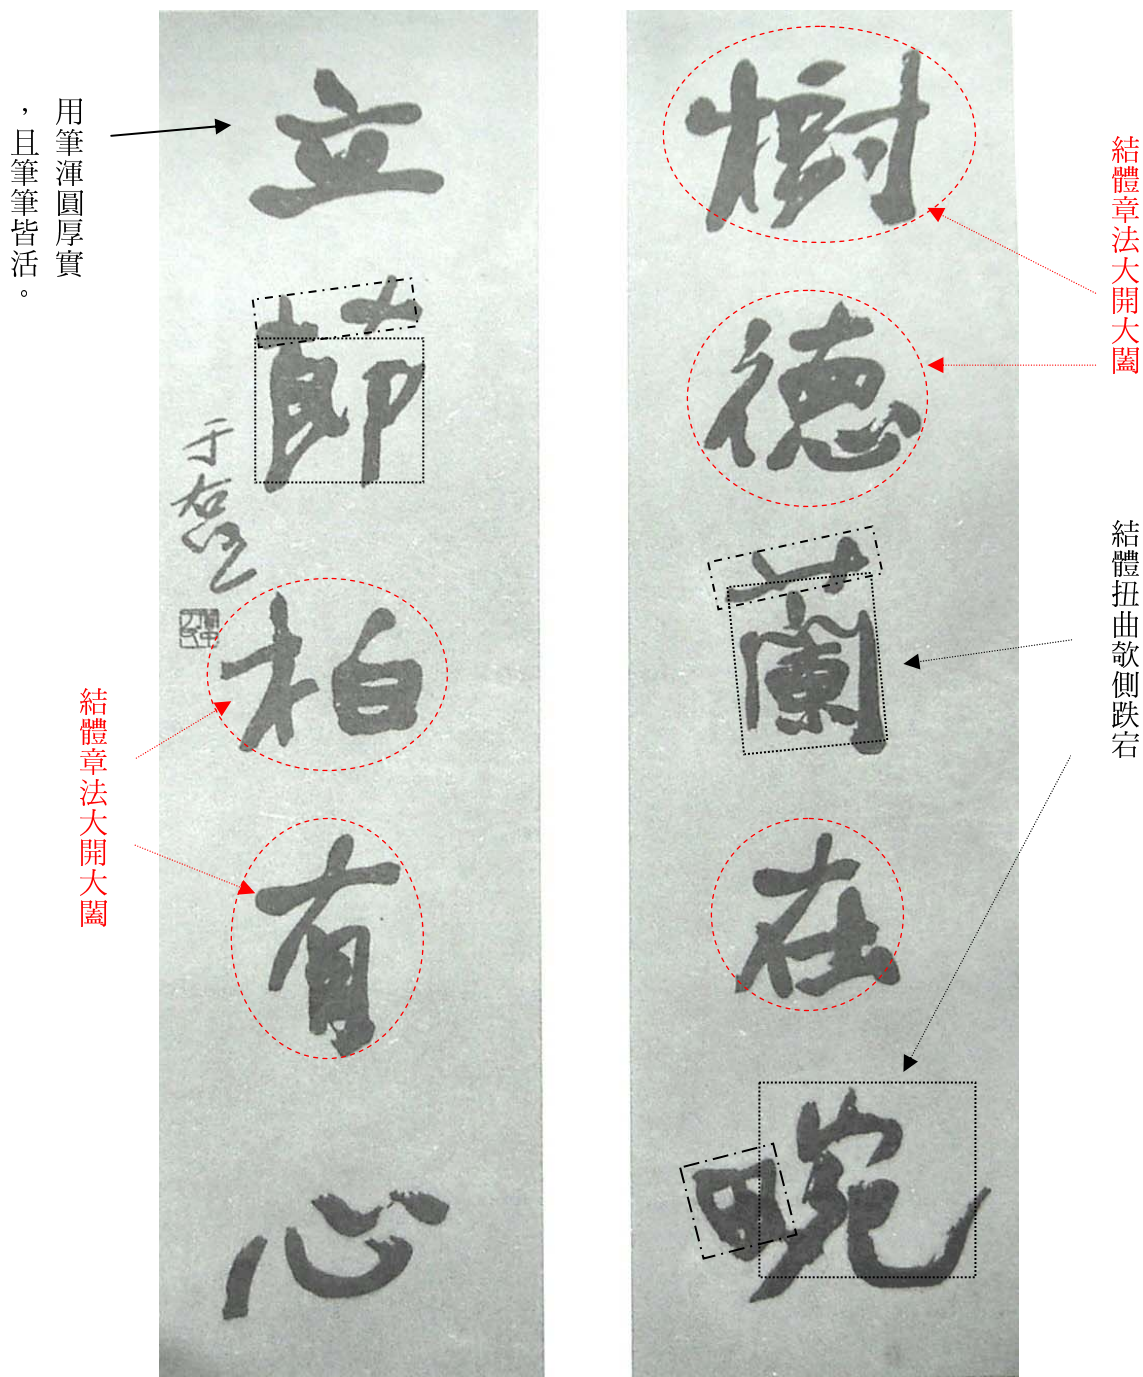 結體章法大開大闔
結體扭曲欹側跌宕
樹德蘭在畹
立節柏有心
于右任
用筆渾圓厚實
，且筆筆皆活。
結體章法大開大闔